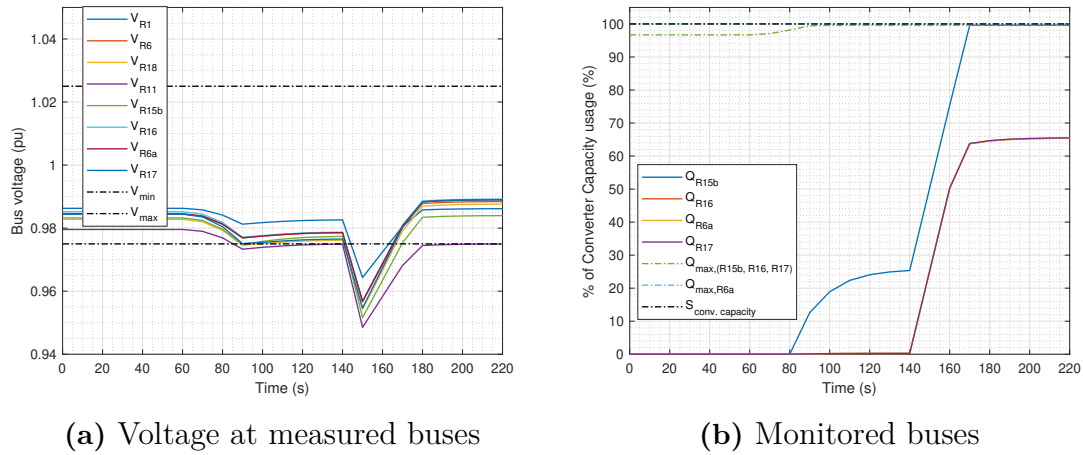 1.04
1.02
1
0.98
0.96
0.94
Bus voltage (pu)
V_R1
V_R6
V_R18
V_R11
V_R15b
V_R16
V_R6a
V_R17
V_min
V_max
0 20 40 60 80 100 120 140 160 180 200 220
Time (s)
(a) Voltage at measured buses
100
90
80
70
60
50
40
30
20
10
0
% of Converter Capacity usage (%)
Q_R15b
Q_R16
Q_R6a
Q_R17
Q_max,(R15b, R16, R17)
Q_max,R6a
S_conv. capacity
0 20 40 60 80 100 120 140 160 180 200 220
Time (s)
(b) Monitored buses